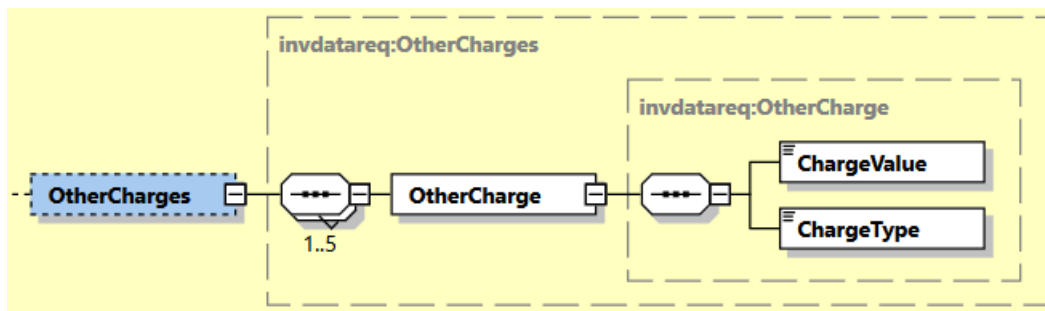 invdatareq:OtherCharges
invdatareq:OtherCharge
ChargeValue
OtherCharges
OtherCharge
ChargeType
1..5